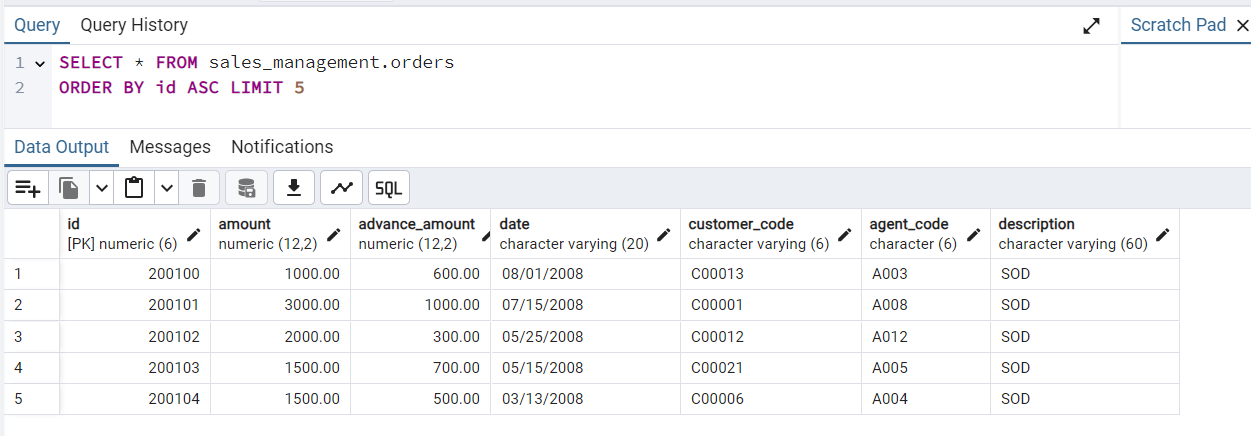 Query Query History Scratch Pad
1 SELECT * FROM sales_management.orders
2 ORDER BY id ASC LIMIT 5
Data Output Messages Notifications
SQL
id amount advance_amount date customer_code agent_code description
[PK] numeric (6) numeric (12,2) numeric (12,2) character varying (20) character varying (6) character (6) character varying (60)
1 200100 1000.00 600.00 08/01/2008 C00013 A003 SOD
2 200101 3000.00 1000.00 07/15/2008 C00001 A008 SOD
3 200102 2000.00 300.00 05/25/2008 C00012 A012 SOD
4 200103 1500.00 700.00 05/15/2008 C00021 A005 SOD
5 200104 1500.00 500.00 03/13/2008 C00006 A004 SOD